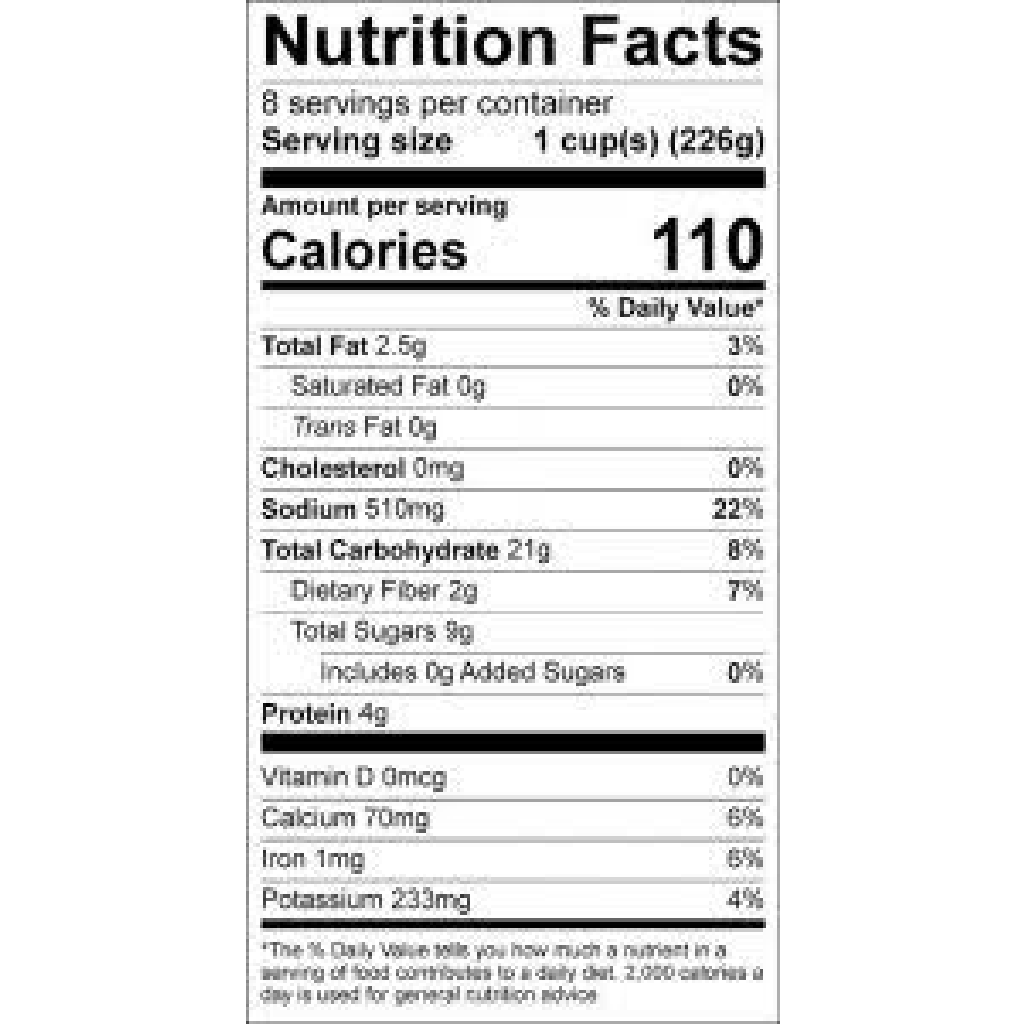 Nutrition Facts
8 servings per container
Serving size 1 cup(s) (226g)
Amount per serving
Calories 110
% Daily Value*
Total Fat 2.5g 3%
Saturated Fat 0g 0%
Trans Fat 0g
Cholesterol 0mg 0%
Sodium 510mg 22%
Total Carbohydrate 21g 8%
Dietary Fiber 2g 7%
Total Sugars 9g
Includes 0g Added Sugars 0%
Protein 4g
Vitamin D 0mcg 0%
Calcium 70mg 6%
Iron 1mg 6%
Potassium 233mg 4%
*The % Daily Value tells you how much a nutrient in a
serving of food contributes to a daily diet. 2,000 calories a
day is used for general nutrition advice.